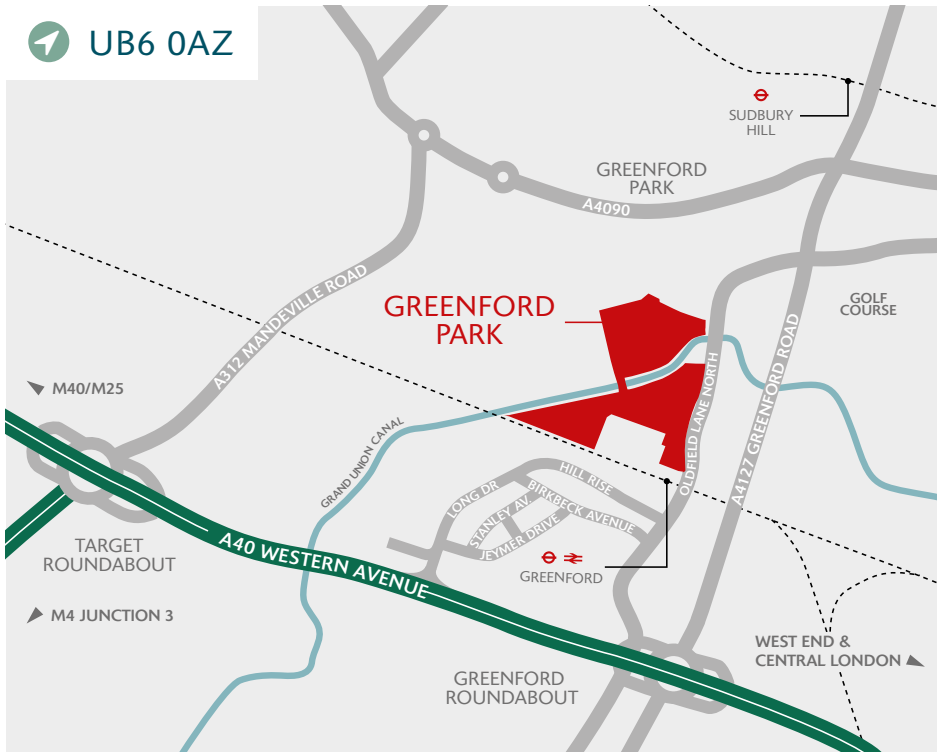 UB6 0AZ
SUDBURY
HILL
GREENFORD
PARK
A4090
A312 MANDEVILLE ROAD
GREENFORD
PARK
GOLF
COURSE
M40/M25
OLDFIELD LANE NORTH
A4127 GREENFORD ROAD
GRAND UNION CANAL
HILL RISE
LONG DR
BIRKBECK AVENUE
STANLEY AV.
JEYMER DRIVE
TARGET
ROUNDABOUT
A40 WESTERN AVENUE
GREENFORD
M4 JUNCTION 3
WEST END &
CENTRAL LONDON
GREENFORD
ROUNDABOUT